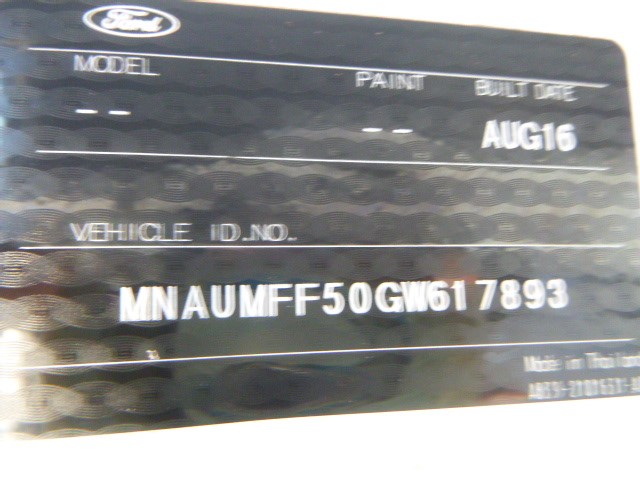 Ford
MODEL PAINT BUILT DATE
-- -- AUG16
VEHICLE ID.NO.
MNAUMFF50GW617893
Made in Thailand